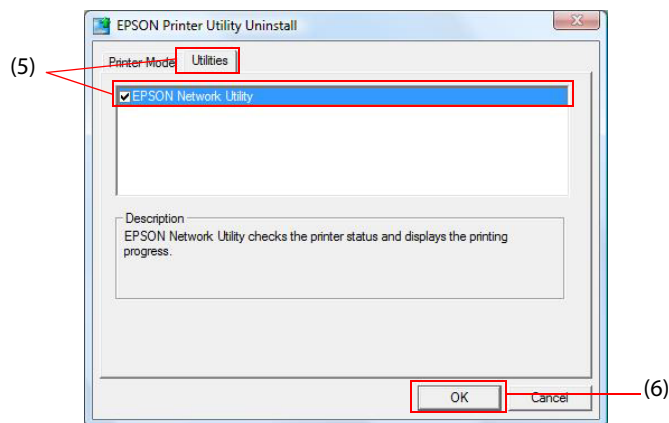 EPSON Printer Utility Uninstall
(5)
Printer Model
Utilities
EPSON Network Utility
Description
EPSON Network Utility checks the printer status and displays the printing
progress.
OK
Cancel
(6)